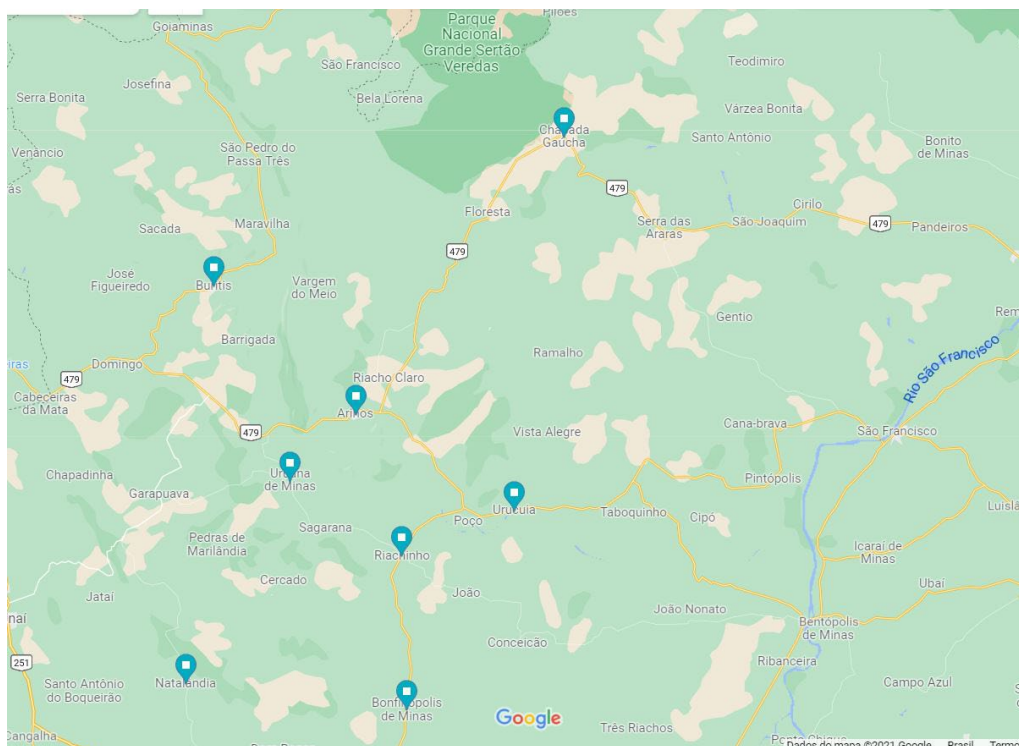 Parque
Nacional
Grande Sertão
Veredas
Goiaminas
São Francisco
Josefina
Serra Bonita
Bela Lorena
Teodimiro
Várzea Bonita
Chapada
Gaúcha
Santo Antônio
Bonito
de Minas
São Pedro do
Passa Três
Venâncio
479
Floresta
Cirilo
Maravilha
Sacada
Serra das
Araras
São Joaquim
479
Pandeiros
479
Jose
Figueiredo
Buritis
Vargem
do Meio
Gentio
Barrigada
Ramalho
Rio São Francisco
Domingo
479
Cabeceiras
da Mata
Riacho Claro
Arinos
479
Vista Alegre
Cana-brava
São Francisco
Chapadinha
Uruana
de Minas
Garapuava
Pintópolis
Urucuia
Poço
Taboquinho
Cipó
Sagarana
Pedras de
Marilândia
Riachinho
Icaraí de
Minas
Cercado
João
Ubaí
Jataí
João Nonato
Bentópolis
de Minas
Conceição
251
Ribanceira
Natalândia
Santo Antônio
do Boqueirão
Campo Azul
Bonfinópolis
de Minas
Google
Três Riachos
Cangalha
Dados do mapa ©2021 Google
Brasil